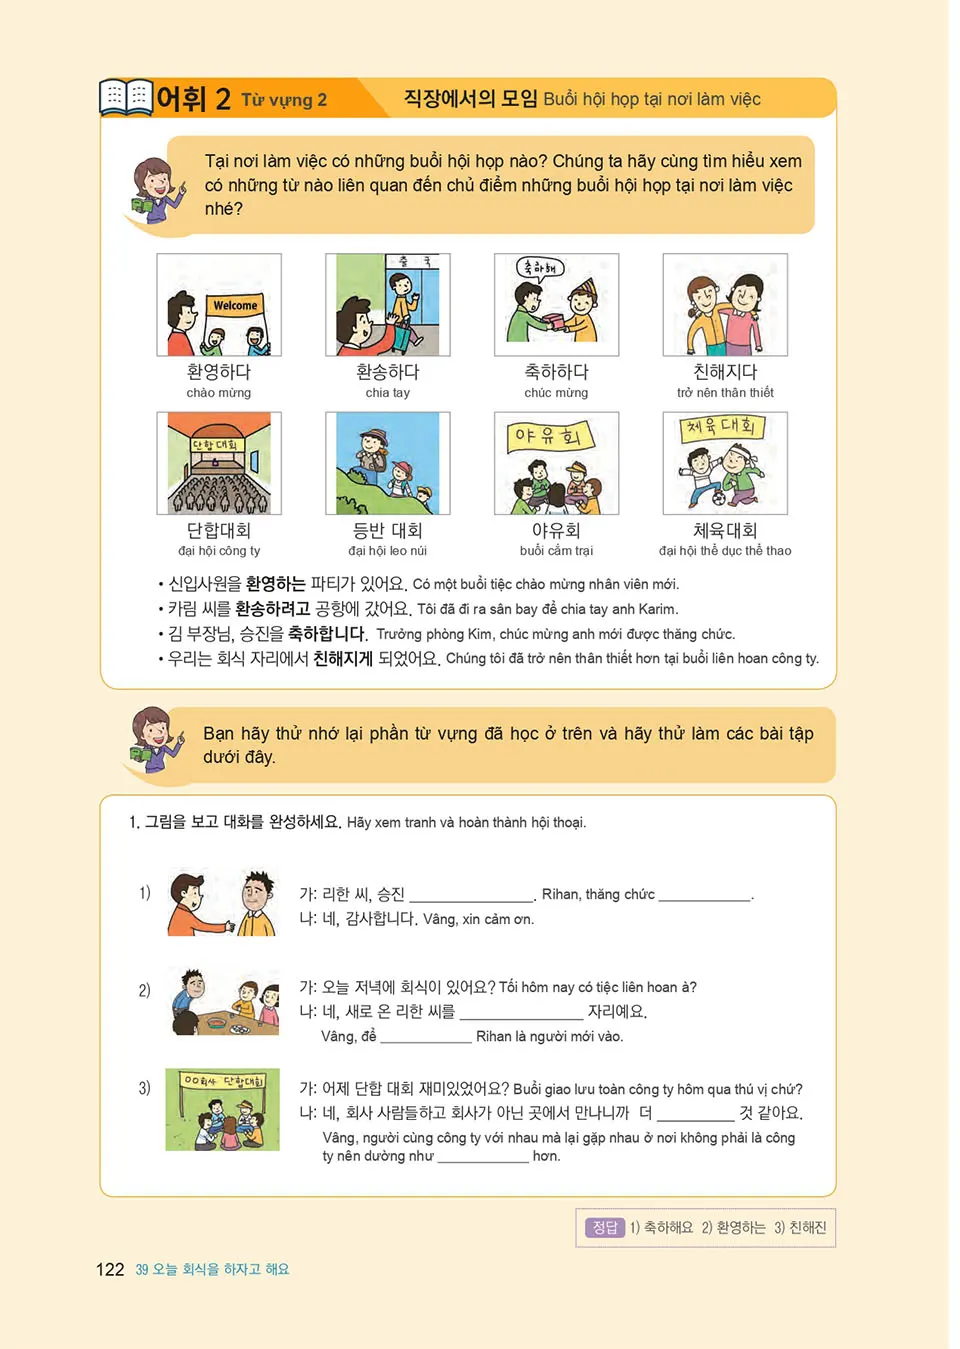 어휘 2 Từ vựng 2 직장에서의 모임 Buổi hội họp tại nơi làm việc
Tại nơi làm việc có những buổi hội họp nào? Chúng ta hãy cùng tìm hiểu xem
có những từ nào liên quan đến chủ điểm những buổi hội họp tại nơi làm việc
nhé?
Welcome
출국
축하해
환영하다 환송하다 축하하다 친해지다
chào mừng chia tay chúc mừng trở nên thân thiết
단합대회
야유회
체육대회
단합대회 등반 대회 야유회 체육대회
đại hội công ty đại hội leo núi buổi cắm trại đại hội thể dục thể thao
• 신입사원을 환영하는 파티가 있어요. Có một buổi tiệc chào mừng nhân viên mới.
• 카림 씨를 환송하려고 공항에 갔어요. Tôi đã đi ra sân bay để chia tay anh Karim.
• 김 부장님, 승진을 축하합니다. Trưởng phòng Kim, chúc mừng anh mới được thăng chức.
• 우리는 회식 자리에서 친해지게 되었어요. Chúng tôi đã trở nên thân thiết hơn tại buổi liên hoan công ty.
Bạn hãy thử nhớ lại phần từ vựng đã học ở trên và hãy thử làm các bài tập
dưới đây.
1. 그림을 보고 대화를 완성하세요. Hãy xem tranh và hoàn thành hội thoại.
1) 가: 리한 씨, 승진 ______________. Rihan, thăng chức ___________.
나: 네, 감사합니다. Vâng, xin cảm ơn.
2) 가: 오늘 저녁에 회식이 있어요? Tối hôm nay có tiệc liên hoan à?
나: 네, 새로 온 리한 씨를 ______________ 자리예요.
Vâng, để ___________ Rihan là người mới vào.
OO회사 단합대회
3) 가: 어제 단합 대회 재미있었어요? Buổi giao lưu toàn công ty hôm qua thú vị chứ?
나: 네, 회사 사람들하고 회사가 아닌 곳에서 만나니까 더 _________ 것 같아요.
Vâng, người cùng công ty với nhau mà lại gặp nhau ở nơi không phải là công
ty nên dường như ___________ hơn.
정답 1) 축하해요 2) 환영하는 3) 친해진
122 39 오늘 회식을 하자고 해요